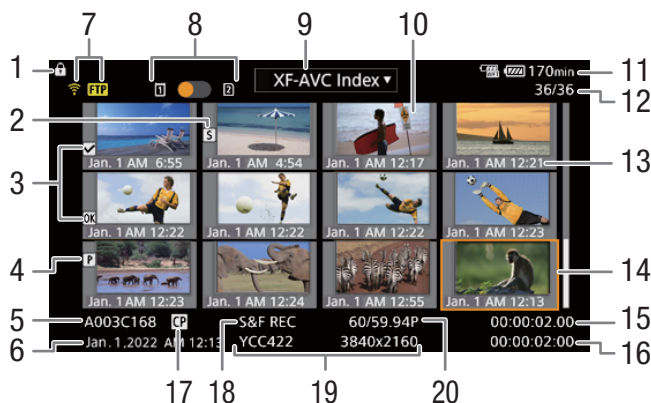 7 8 9 10
1 XF-AVC Index ▾ 170min 11
FTP 1 2 36/36 12
2 S
Jan. 1 AM 6:55 Jan. 1 AM 4:54 Jan. 1 AM 12:17 Jan. 1 AM 12:21 13
3
OK Jan. 1 AM 12:22 Jan. 1 AM 12:22 Jan. 1 AM 12:22 Jan. 1 AM 12:23
4 P 14
Jan. 1 AM 12:23 Jan. 1 AM 12:24 Jan. 1 AM 12:55 Jan. 1 AM 12:13
5 A003C168 CP S&F REC 60/59.94P 00:00:02.00 15
6 Jan. 1,2022 AM 12:13 YCC422 3840x2160 00:00:02:00 16
17 18 19 20